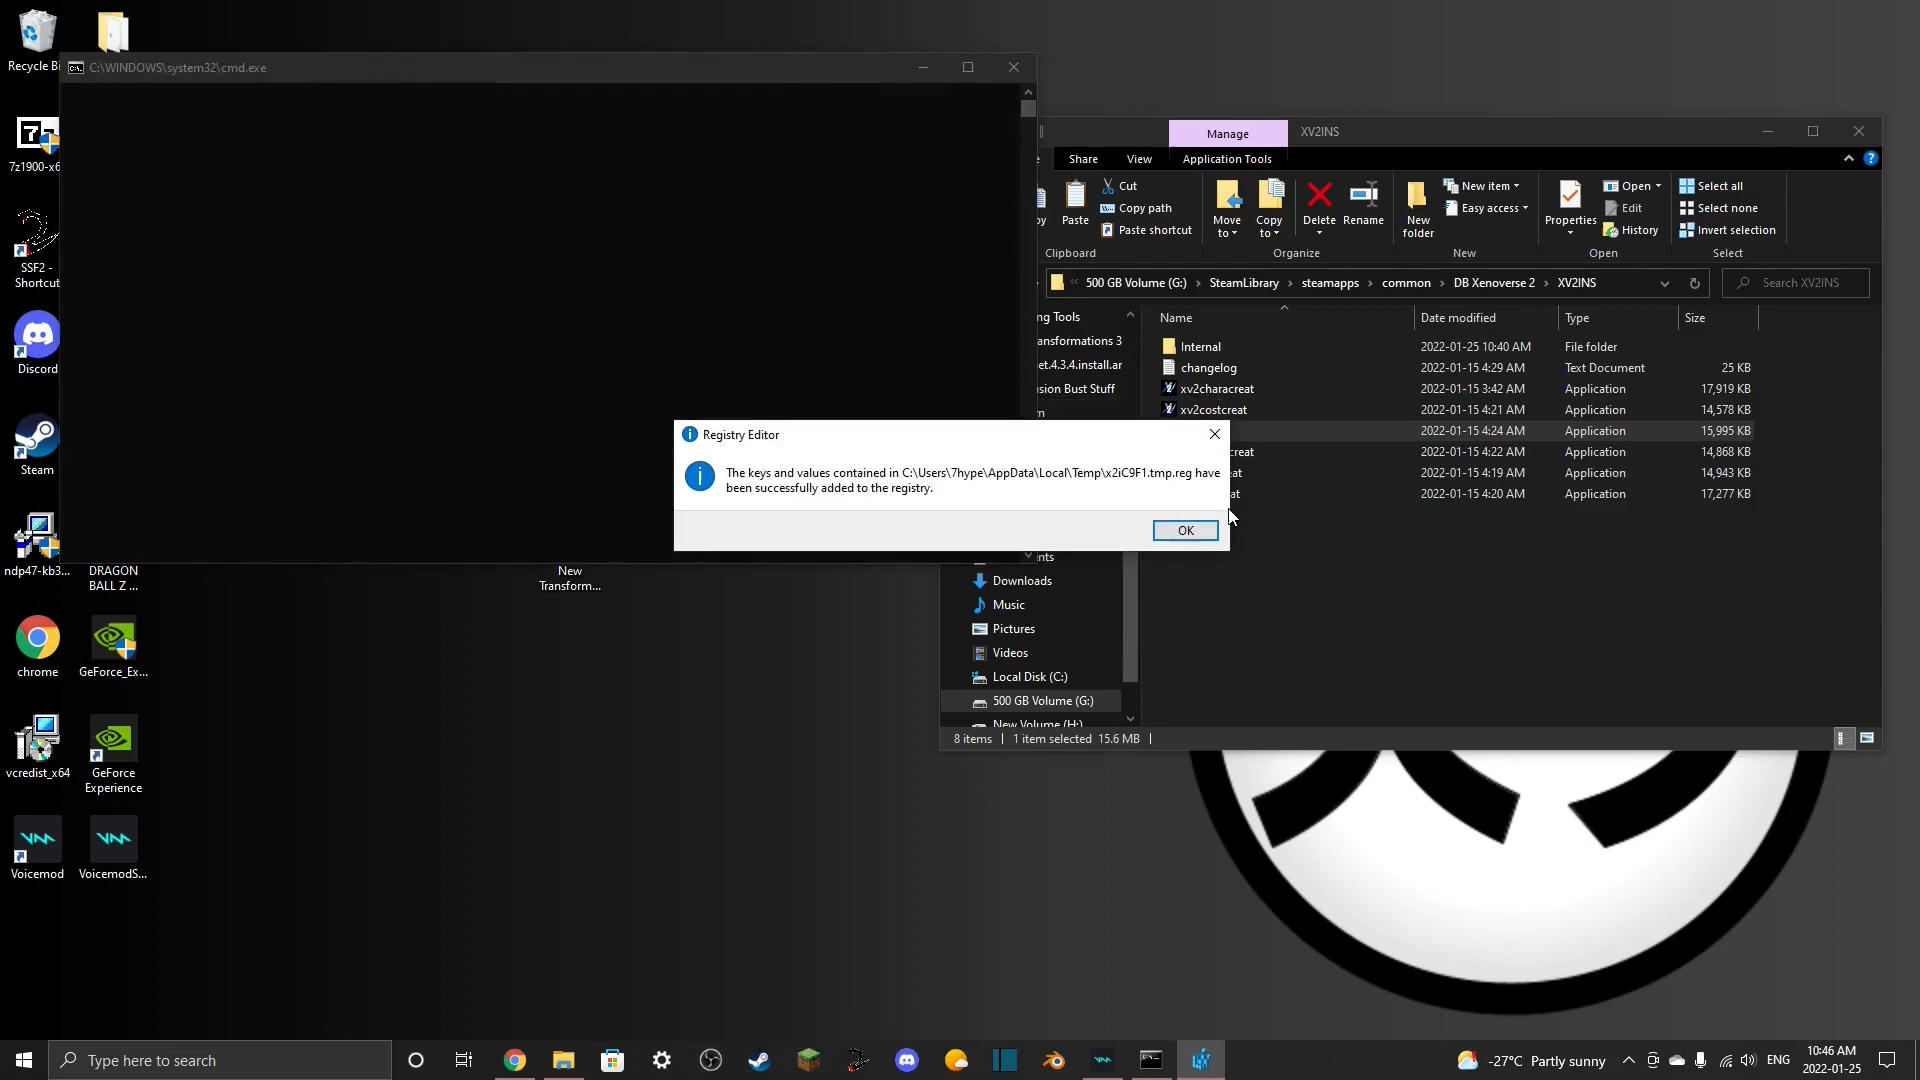 Recycle Bi
7z1900-x6
SSF2 -
Shortcut
Discord
Steam
ndp47-kb3...
DRAGON
BALL Z ...
chrome
GeForce_Ex...
vcredist_x64
GeForce
Experience
Voicemod
VoicemodS...
New
Transform...
C:\WINDOWS\system32\cmd.exe
Manage
XV2INS
Share
View
Application Tools
Paste
Cut
Copy path
Paste shortcut
Clipboard
Move
to
Copy
to
Delete
Rename
Organize
New
folder
New item
Easy access
New
Properties
Open
Edit
History
Open
Select all
Select none
Invert selection
Select
« 500 GB Volume (G:) › SteamLibrary › steamapps › common › DB Xenoverse 2 › XV2INS
Search XV2INS
ng Tools
ansformations 3
et.4.3.4.install.ar
sion Bust Stuff
Name
Date modified
Type
Size
Internal 2022-01-25 10:40 AM File folder
changelog 2022-01-15 4:29 AM Text Document 25 KB
xv2characreat 2022-01-15 3:42 AM Application 17,919 KB
xv2costcreat 2022-01-15 4:21 AM Application 14,578 KB
2022-01-15 4:24 AM Application 15,995 KB
creat 2022-01-15 4:22 AM Application 14,868 KB
at 2022-01-15 4:19 AM Application 14,943 KB
at 2022-01-15 4:20 AM Application 17,277 KB
Registry Editor
The keys and values contained in C:\Users\7hype\AppData\Local\Temp\x2iC9F1.tmp.reg have
been successfully added to the registry.
OK
nts
Downloads
Music
Pictures
Videos
Local Disk (C:)
500 GB Volume (G:)
New Volume (H:)
8 items
1 item selected 15.6 MB
Type here to search
-27°C Partly sunny
ENG
10:46 AM
2022-01-25